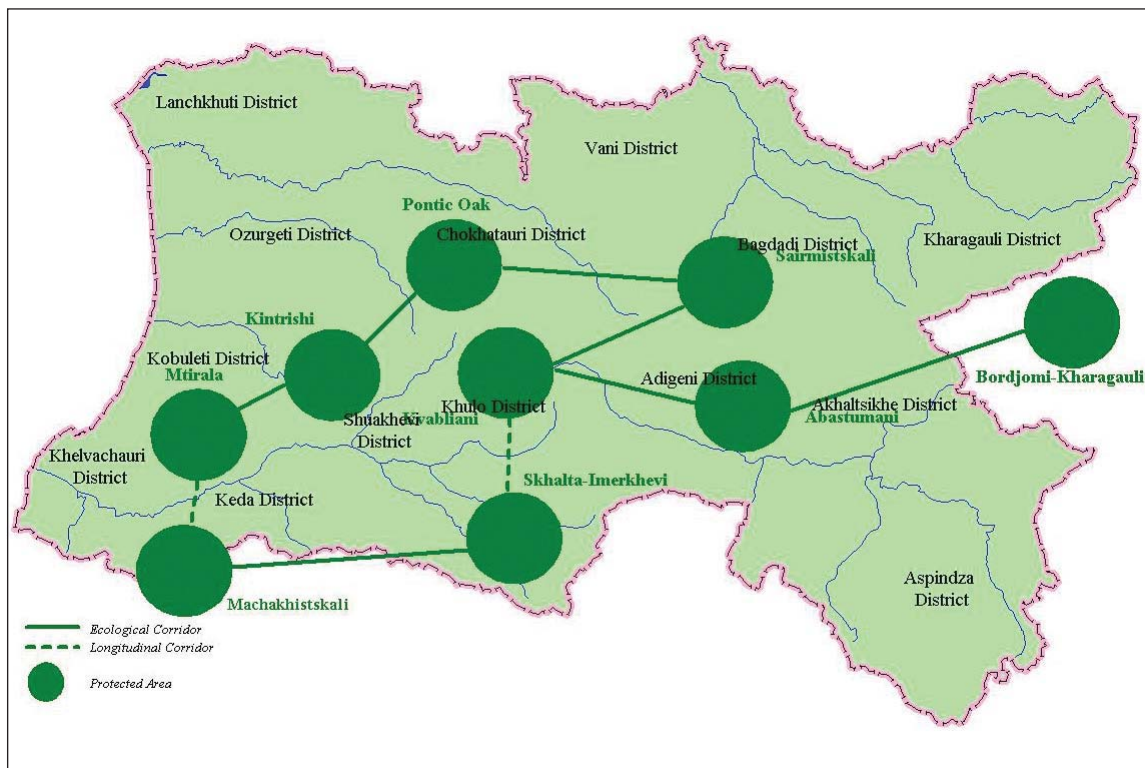 Lanchkhuti District
Vani District
Pontic Oak
Chokhatauri District
Ozurgeti District
Bagdadi District
Sairmistskali
Kharagauli District
Kintrishi
Kobuleti District
Mtirala
Adigeni District
Bordjomi-Kharagauli
Khulo District
Kvabliani
Shuakhevi
District
Akhaltsikhe District
Abastumani
Khelvachauri
District
Skhalta-Imerkhevi
Keda District
Aspindza
District
Machakhistskali
Ecological Corridor
Longitudinal Corridor
Protected Area